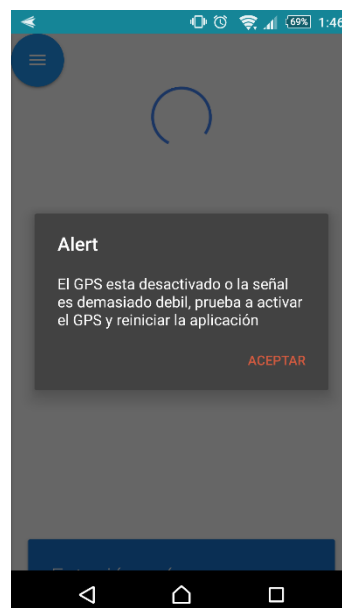 69% 1:46
Alert
El GPS esta desactivado o la señal
es demasiado debil, prueba a activar
el GPS y reiniciar la aplicación
ACEPTAR